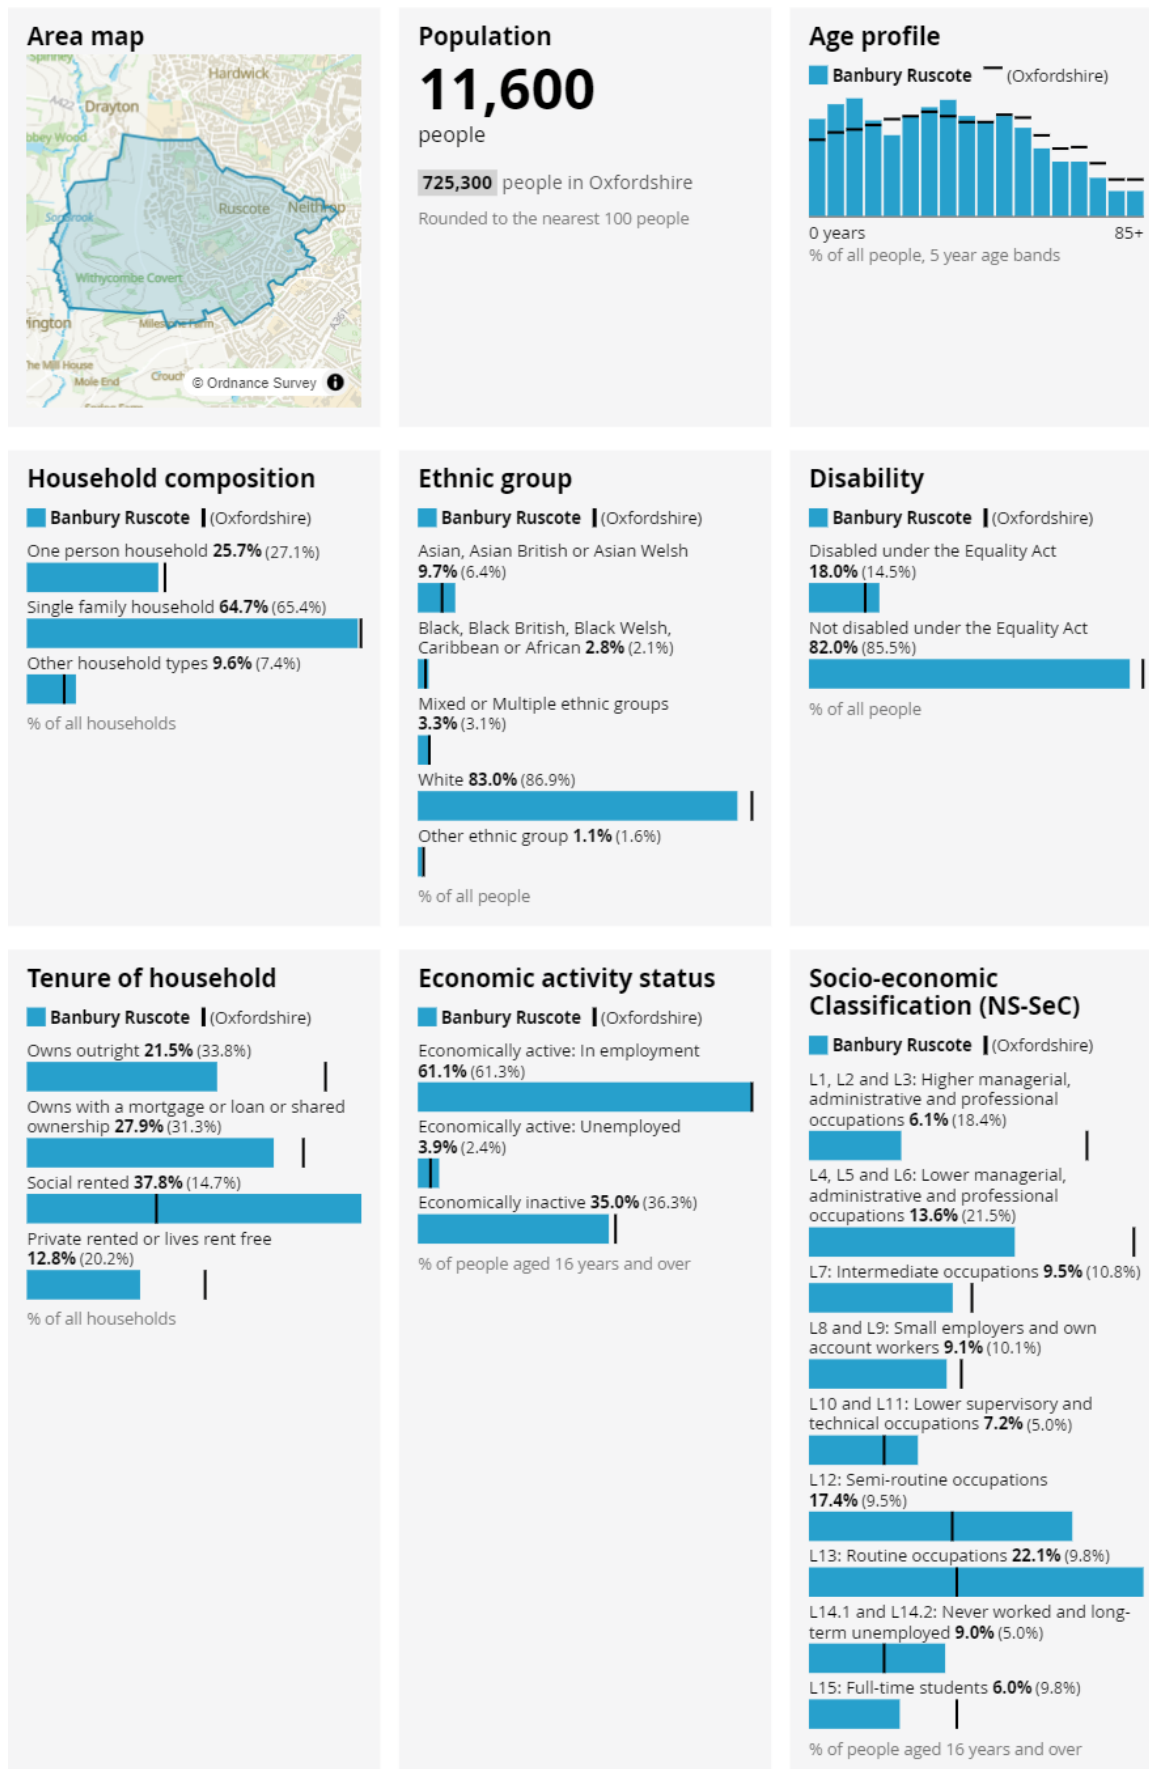 Area map
Spinney
Hardwick
A422
Drayton
bbey Wood
Ruscote
Neithrop
Sor Brook
Withycombe Covert
ington
Milestone Farm
A361
he Mill House
Mole End
Crouch
© Ordnance Survey
Population
11,600
people
725,300 people in Oxfordshire
Rounded to the nearest 100 people
Age profile
Banbury Ruscote (Oxfordshire)
0 years 85+
% of all people, 5 year age bands
Household composition
Banbury Ruscote (Oxfordshire)
One person household 25.7% (27.1%)
Single family household 64.7% (65.4%)
Other household types 9.6% (7.4%)
% of all households
Ethnic group
Banbury Ruscote (Oxfordshire)
Asian, Asian British or Asian Welsh
9.7% (6.4%)
Black, Black British, Black Welsh,
Caribbean or African 2.8% (2.1%)
Mixed or Multiple ethnic groups
3.3% (3.1%)
White 83.0% (86.9%)
Other ethnic group 1.1% (1.6%)
% of all people
Disability
Banbury Ruscote (Oxfordshire)
Disabled under the Equality Act
18.0% (14.5%)
Not disabled under the Equality Act
82.0% (85.5%)
% of all people
Tenure of household
Banbury Ruscote (Oxfordshire)
Owns outright 21.5% (33.8%)
Owns with a mortgage or loan or shared
ownership 27.9% (31.3%)
Social rented 37.8% (14.7%)
Private rented or lives rent free
12.8% (20.2%)
% of all households
Economic activity status
Banbury Ruscote (Oxfordshire)
Economically active: In employment
61.1% (61.3%)
Economically active: Unemployed
3.9% (2.4%)
Economically inactive 35.0% (36.3%)
% of people aged 16 years and over
Socio-economic
Classification (NS-SeC)
Banbury Ruscote (Oxfordshire)
L1, L2 and L3: Higher managerial,
administrative and professional
occupations 6.1% (18.4%)
L4, L5 and L6: Lower managerial,
administrative and professional
occupations 13.6% (21.5%)
L7: Intermediate occupations 9.5% (10.8%)
L8 and L9: Small employers and own
account workers 9.1% (10.1%)
L10 and L11: Lower supervisory and
technical occupations 7.2% (5.0%)
L12: Semi-routine occupations
17.4% (9.5%)
L13: Routine occupations 22.1% (9.8%)
L14.1 and L14.2: Never worked and long-
term unemployed 9.0% (5.0%)
L15: Full-time students 6.0% (9.8%)
% of people aged 16 years and over